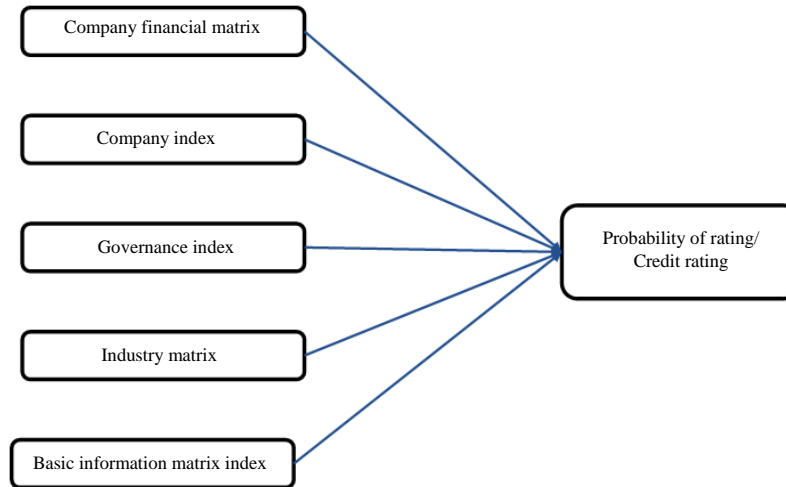 Company financial matrix
Company index
Governance index
Industry matrix
Basic information matrix index
Probability of rating/
Credit rating